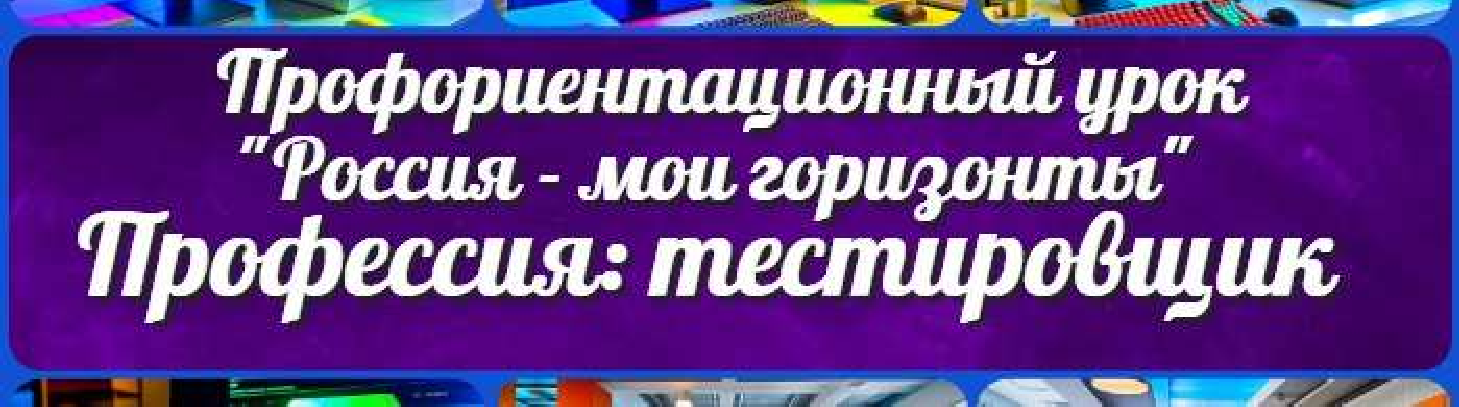 Профориентационный урок
"Россия - мои горизонты"
Профессия: тестировщик